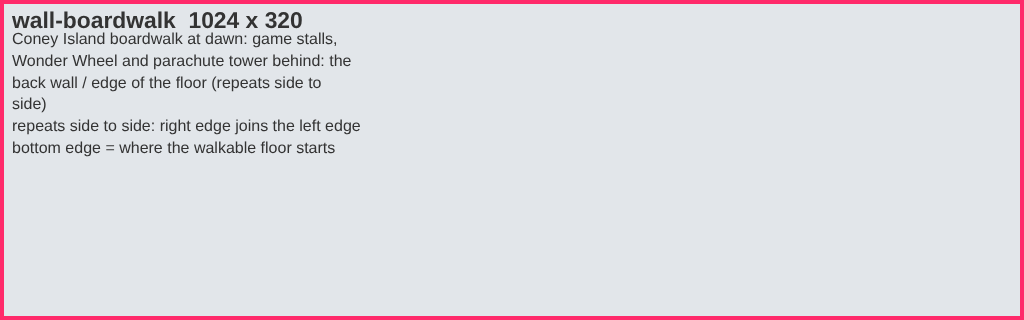 wall-boardwalk  1024 x 320
Coney Island boardwalk at dawn: game stalls,
Wonder Wheel and parachute tower behind: the
back wall / edge of the floor (repeats side to
side)
repeats side to side: right edge joins the left edge
bottom edge = where the walkable floor starts